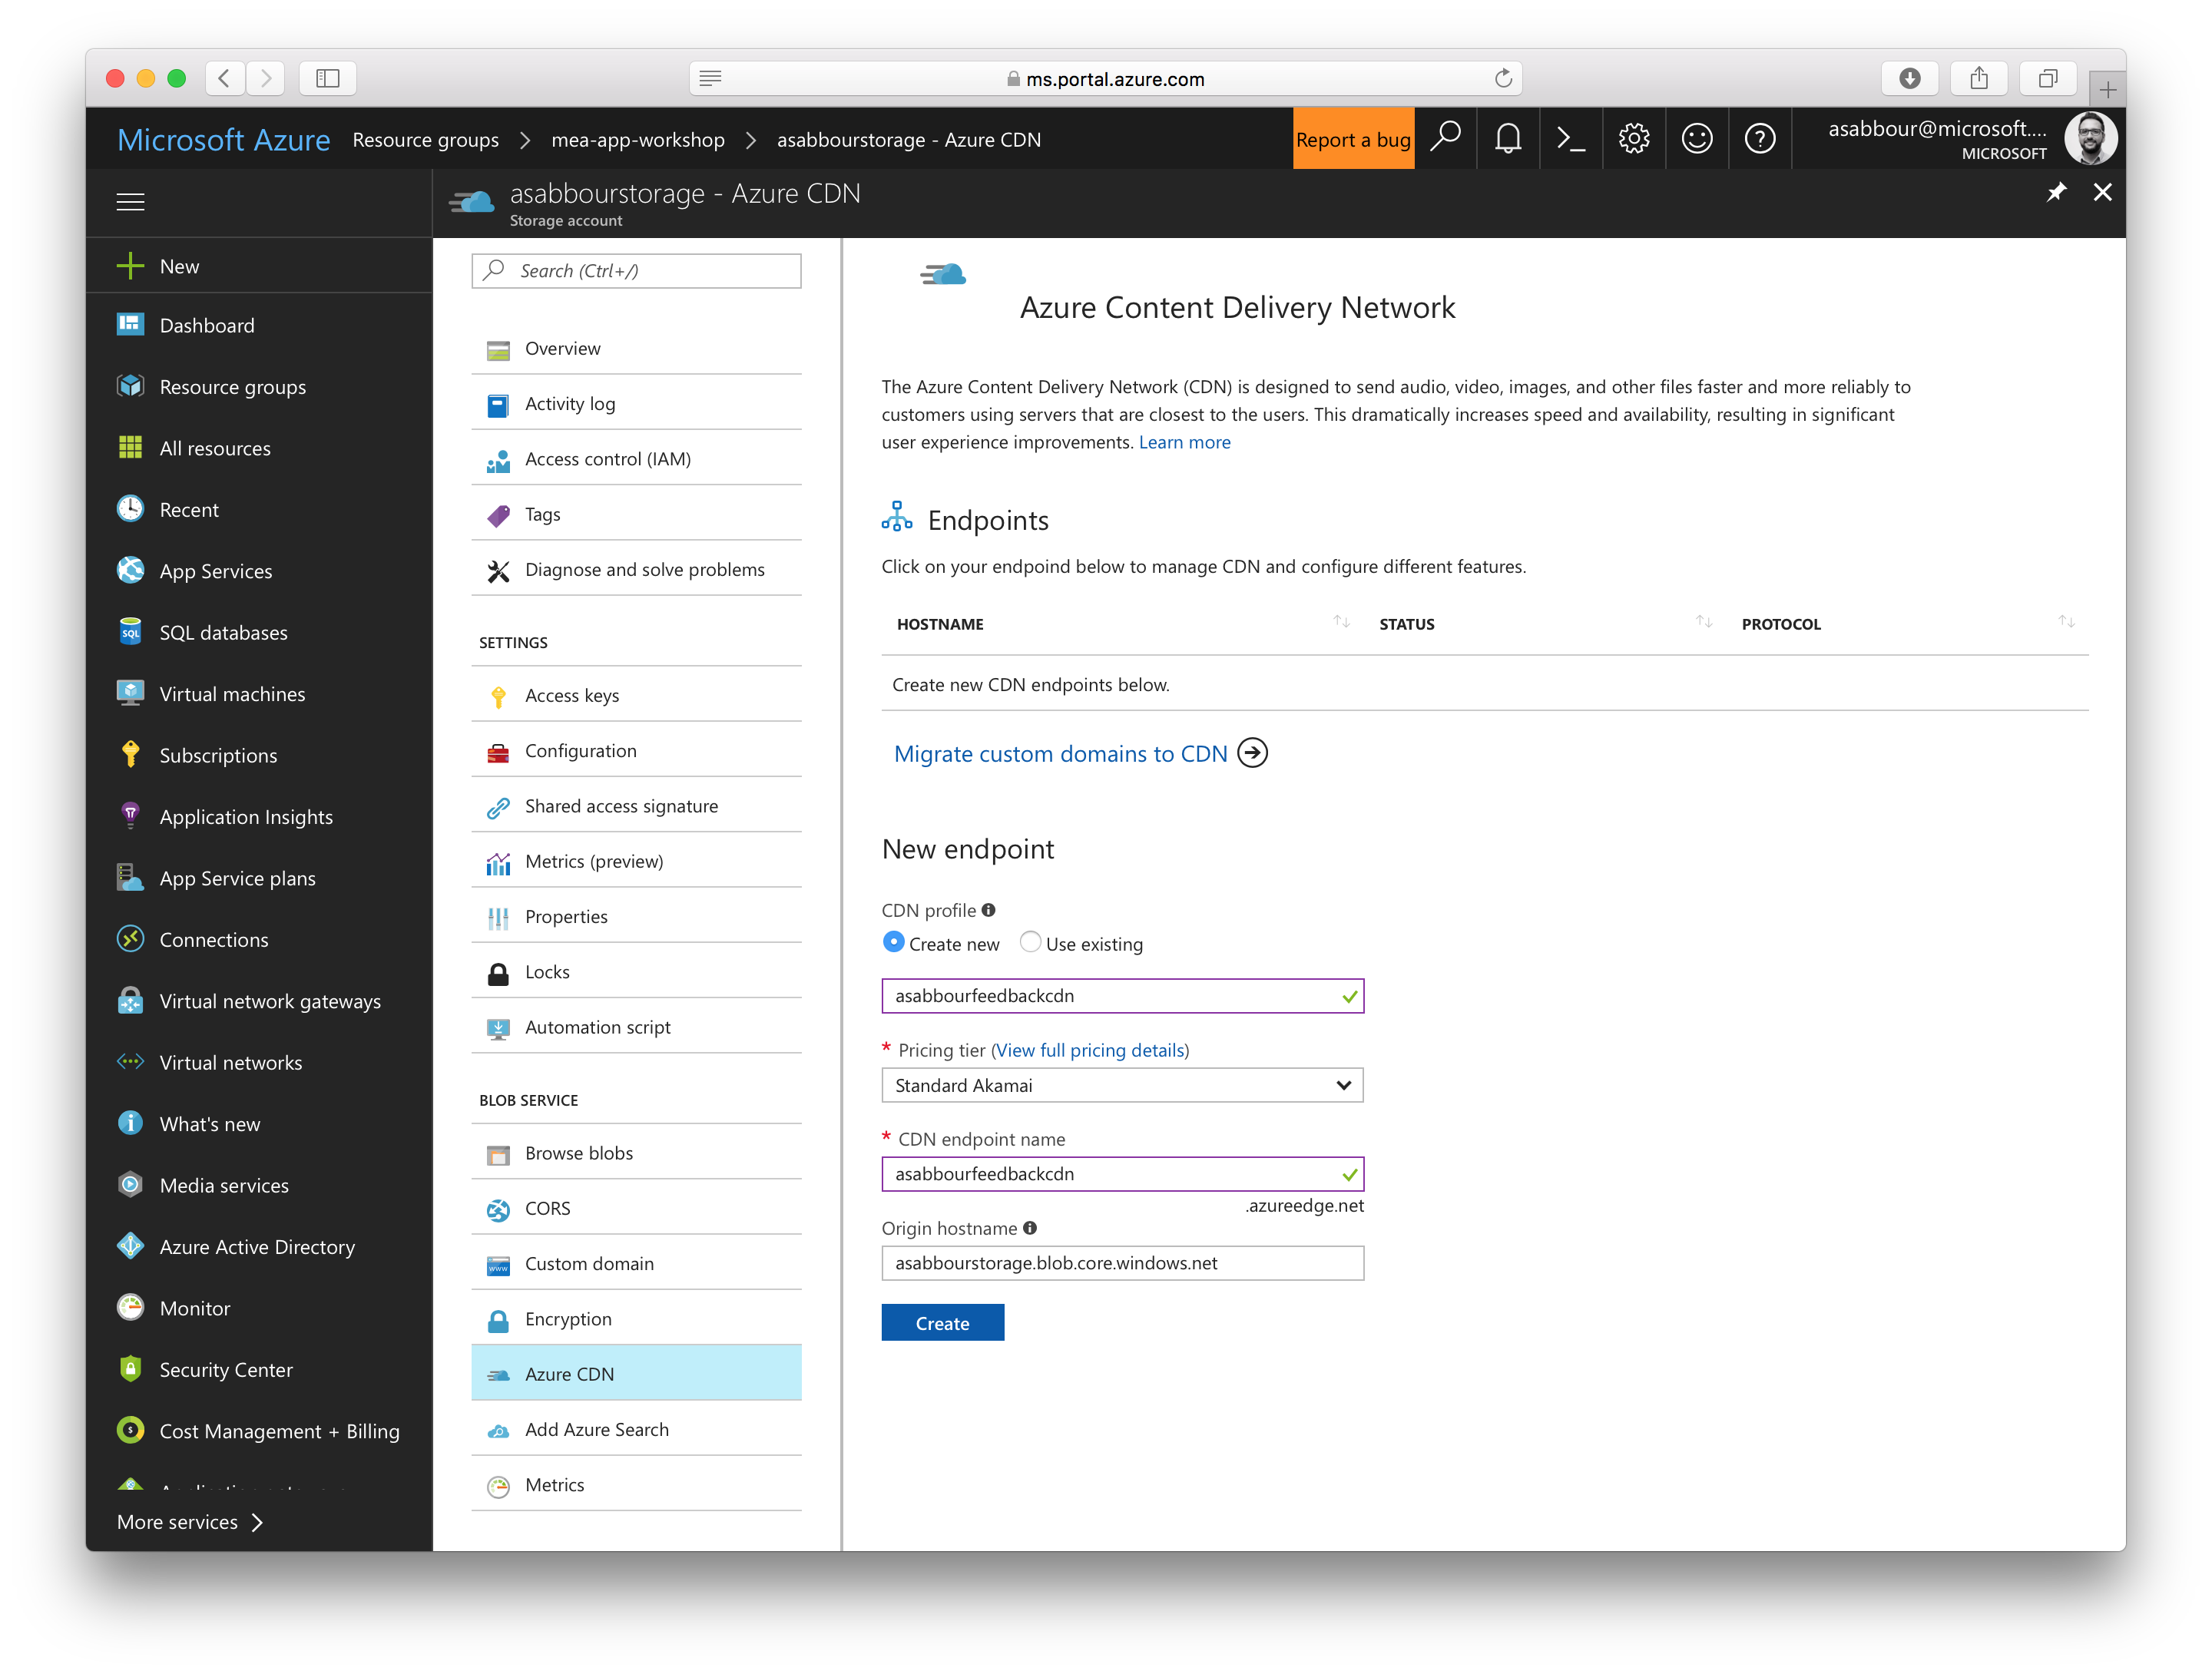 ms.portal.azure.com
Microsoft Azure Resource groups mea-app-workshop asabbourstorage - Azure CDN
Report a bug
asabbour@microsoft....
MICROSOFT
asabbourstorage - Azure CDN
Storage account
New
Dashboard
Resource groups
All resources
Recent
App Services
SQL databases
Virtual machines
Subscriptions
Application Insights
App Service plans
Connections
Virtual network gateways
Virtual networks
What's new
Media services
Azure Active Directory
Monitor
Security Center
Cost Management + Billing
More services
Search (Ctrl+/)
Overview
Activity log
Access control (IAM)
Tags
Diagnose and solve problems
SETTINGS
Access keys
Configuration
Shared access signature
Metrics (preview)
Properties
Locks
Automation script
BLOB SERVICE
Browse blobs
CORS
Custom domain
Encryption
Azure CDN
Add Azure Search
Metrics
Azure Content Delivery Network
The Azure Content Delivery Network (CDN) is designed to send audio, video, images, and other files faster and more reliably to
customers using servers that are closest to the users. This dramatically increases speed and availability, resulting in significant
user experience improvements. Learn more
Endpoints
Click on your endpoind below to manage CDN and configure different features.
HOSTNAME STATUS PROTOCOL
Create new CDN endpoints below.
Migrate custom domains to CDN
New endpoint
CDN profile
Create new Use existing
asabbourfeedbackcdn
* Pricing tier (View full pricing details)
Standard Akamai
* CDN endpoint name
asabbourfeedbackcdn
.azureedge.net
Origin hostname
asabbourstorage.blob.core.windows.net
Create